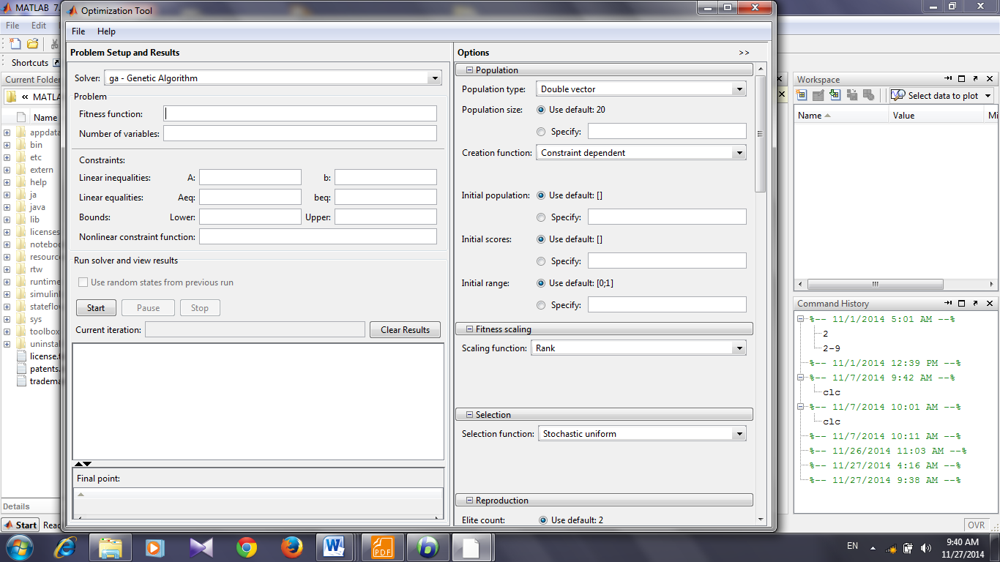 MATLAB 7.
Optimization Tool
File Edit
File Help
Shortcuts
Current Folder
MATLA
Name
appdata
bin
etc
extern
help
ja
java
lib
licenses
notebo
resourc
rtw
runtime
simulin
stateflo
sys
toolbox
uninsta
license.t
patents.
tradema
Details
Start Rea
Problem Setup and Results
Solver: ga - Genetic Algorithm
Problem
Fitness function:
Number of variables:
Constraints:
Linear inequalities: A: b:
Linear equalities: Aeq: beq:
Bounds: Lower: Upper:
Nonlinear constraint function:
Run solver and view results
Use random states from previous run
Start Pause Stop
Current iteration: Clear Results
Final point:
Options >>
Population
Population type: Double vector
Population size: Use default: 20
Specify:
Creation function: Constraint dependent
Initial population: Use default: []
Specify:
Initial scores: Use default: []
Specify:
Initial range: Use default: [0;1]
Specify:
Fitness scaling
Scaling function: Rank
Selection
Selection function: Stochastic uniform
Reproduction
Elite count: Use default: 2
Workspace
Select data to plot
Name Value Mi
Command History
%-- 11/1/2014 5:01 AM --%
2
2-9
%-- 11/1/2014 12:39 PM --%
%-- 11/7/2014 9:42 AM --%
clc
%-- 11/7/2014 10:01 AM --%
clc
%-- 11/7/2014 10:11 AM --%
%-- 11/26/2014 11:03 AM --%
%-- 11/27/2014 4:16 AM --%
%-- 11/27/2014 9:38 AM --%
OVR
PDF
EN
9:40 AM
11/27/2014